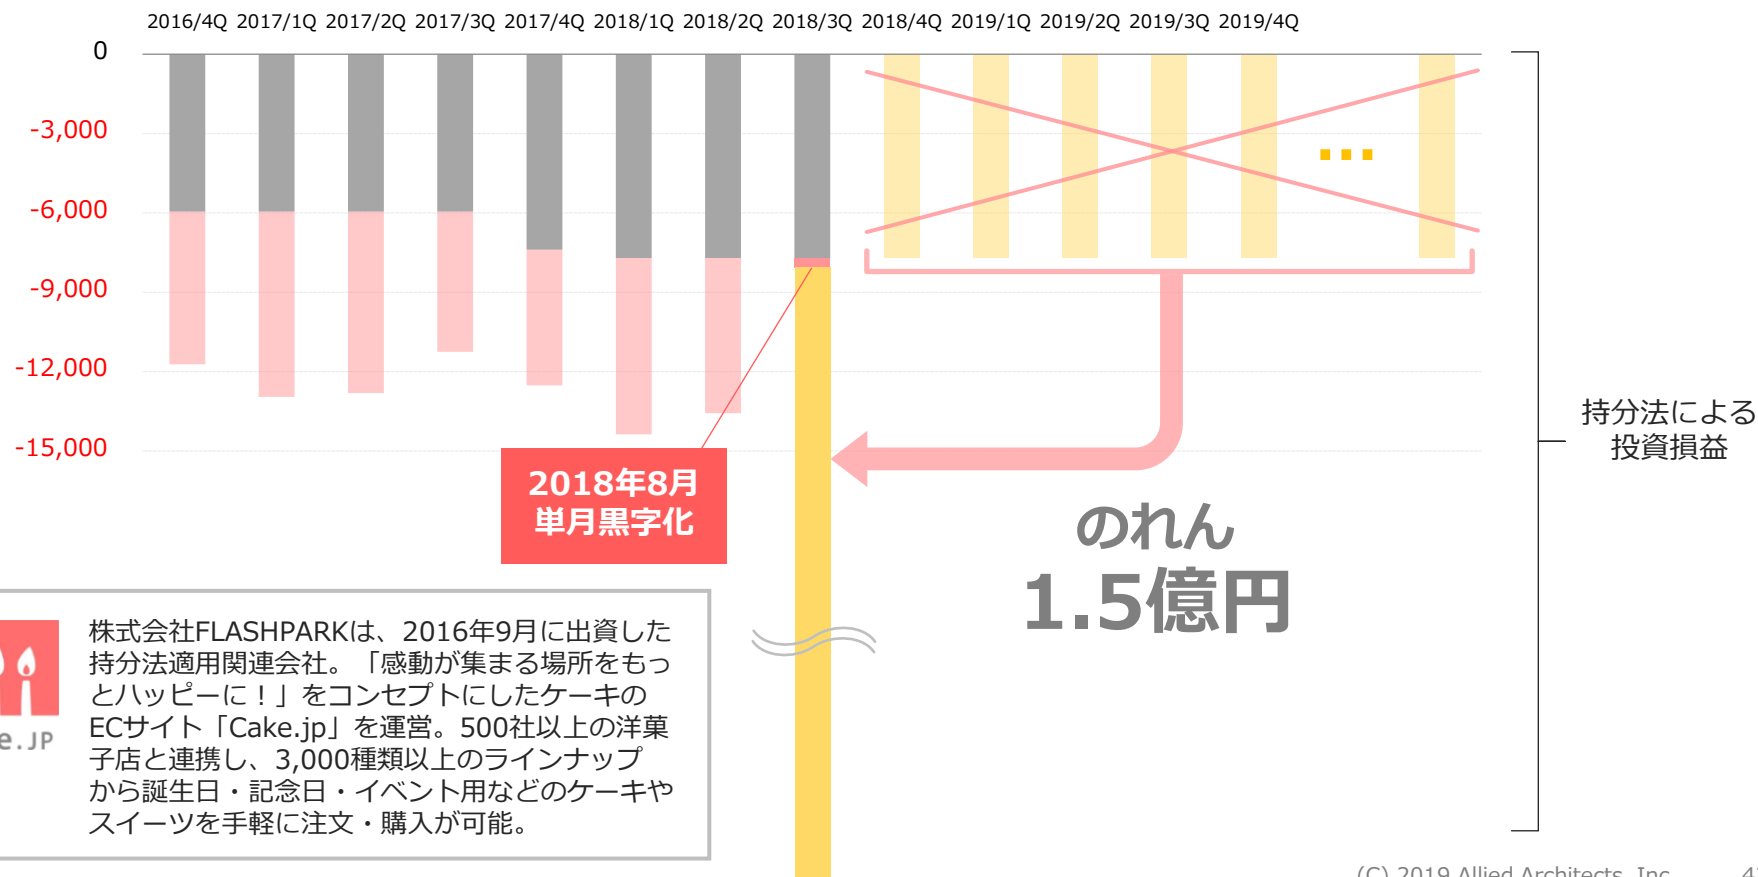 2016/4Q 2017/1Q 2017/2Q 2017/3Q 2017/4Q 2018/1Q 2018/2Q 2018/3Q 2018/4Q 2019/1Q 2019/2Q 2019/3Q 2019/4Q
0
-3,000
-6,000
-9,000
-12,000
-15,000
...
持分法による
投資損益
2018年8月
単月黒字化
のれん
1.5億円
株式会社FLASHPARKは、2016年9月に出資した
持分法適用関連会社。「感動が集まる場所をもっ
とハッピーに！」をコンセプトにしたケーキの
ECサイト「Cake.jp」を運営。500社以上の洋菓
子店と連携し、3,000種類以上のラインナップ
から誕生日・記念日・イベント用などのケーキや
スイーツを手軽に注文・購入が可能。
e.JP
(C) 2019 Allied Architects, Inc.